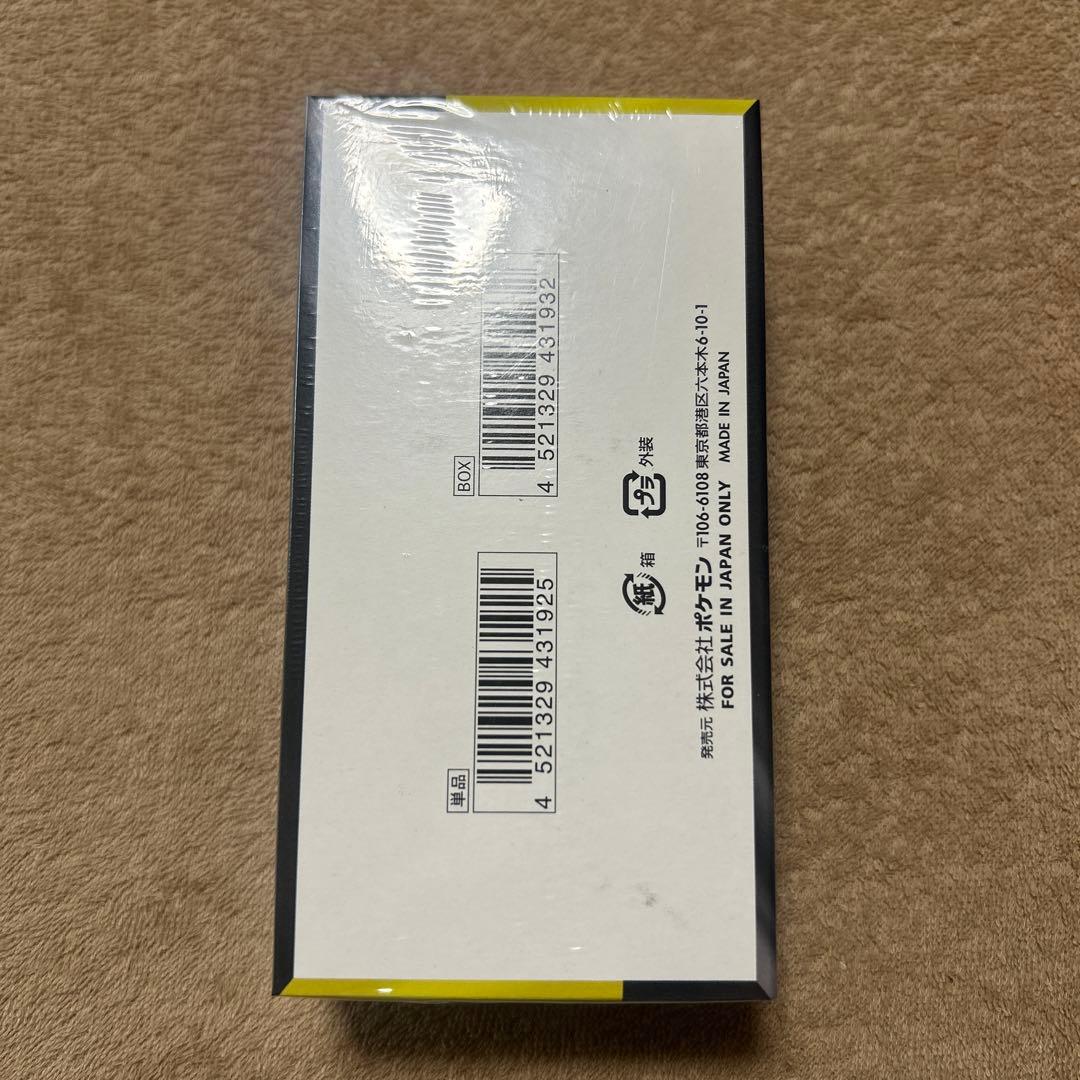 単品
4 521329 431925
BOX
4 521329 431932
紙 箱
プラ 外装
発売元 株式会社 ポケモン 〒106-6108 東京都港区六本木6-10-1
FOR SALE IN JAPAN ONLY MADE IN JAPAN